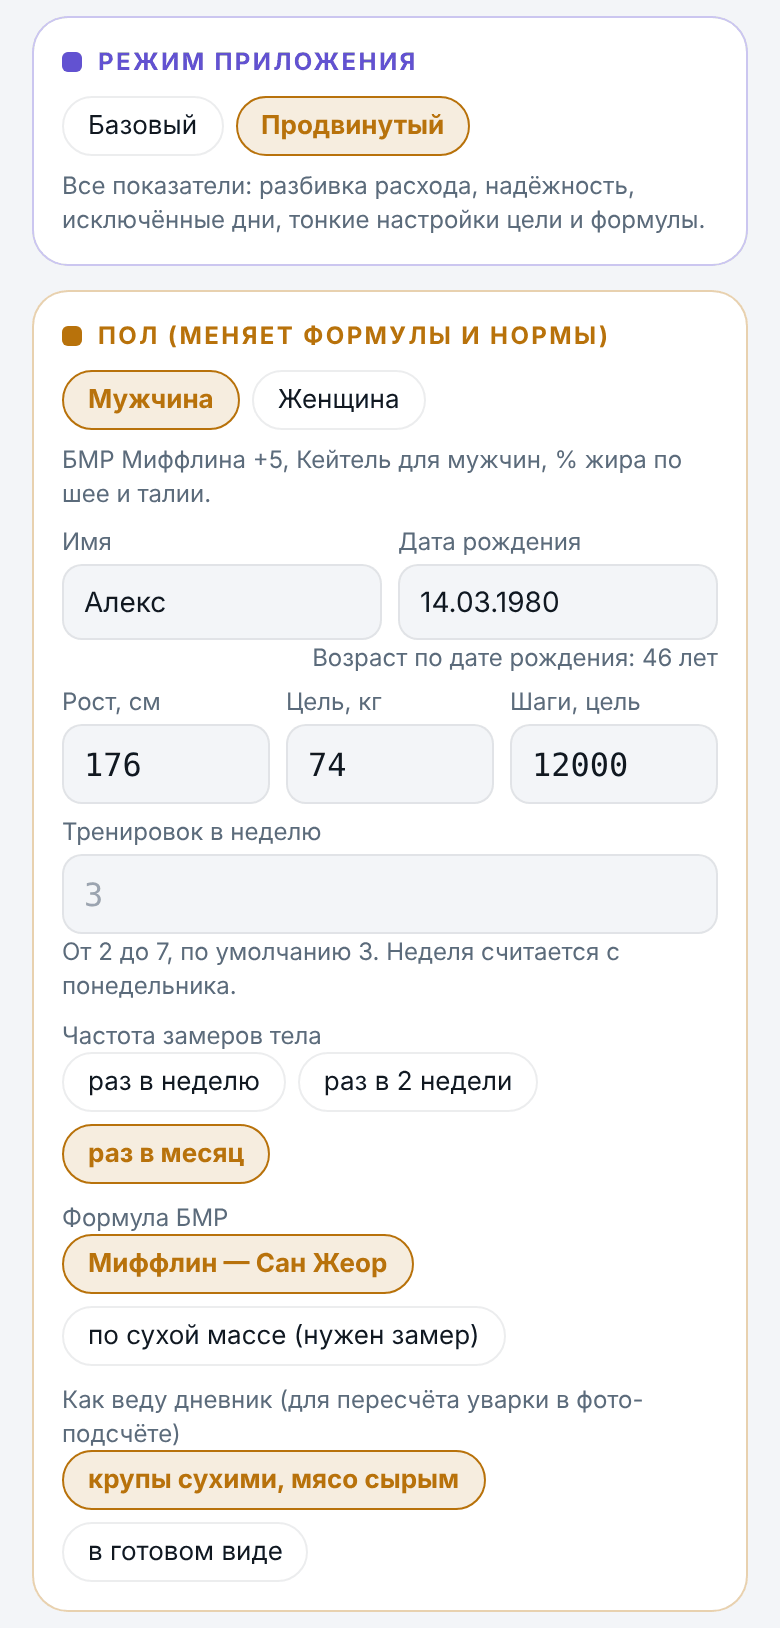 РЕЖИМ ПРИЛОЖЕНИЯ
Базовый Продвинутый
Все показатели: разбивка расхода, надёжность,
исключённые дни, тонкие настройки цели и формулы.
ПОЛ (МЕНЯЕТ ФОРМУЛЫ И НОРМЫ)
Мужчина Женщина
БМР Миффлина +5, Кейтель для мужчин, % жира по
шее и талии.
Имя Дата рождения
Алекс 14.03.1980
Возраст по дате рождения: 46 лет
Рост, см Цель, кг Шаги, цель
176 74 12000
Тренировок в неделю
3
От 2 до 7, по умолчанию 3. Неделя считается с
понедельника.
Частота замеров тела
раз в неделю раз в 2 недели
раз в месяц
Формула БМР
Миффлин — Сан Жеор
по сухой массе (нужен замер)
Как веду дневник (для пересчёта уварки в фото-
подсчёте)
крупы сухими, мясо сырым
в готовом виде